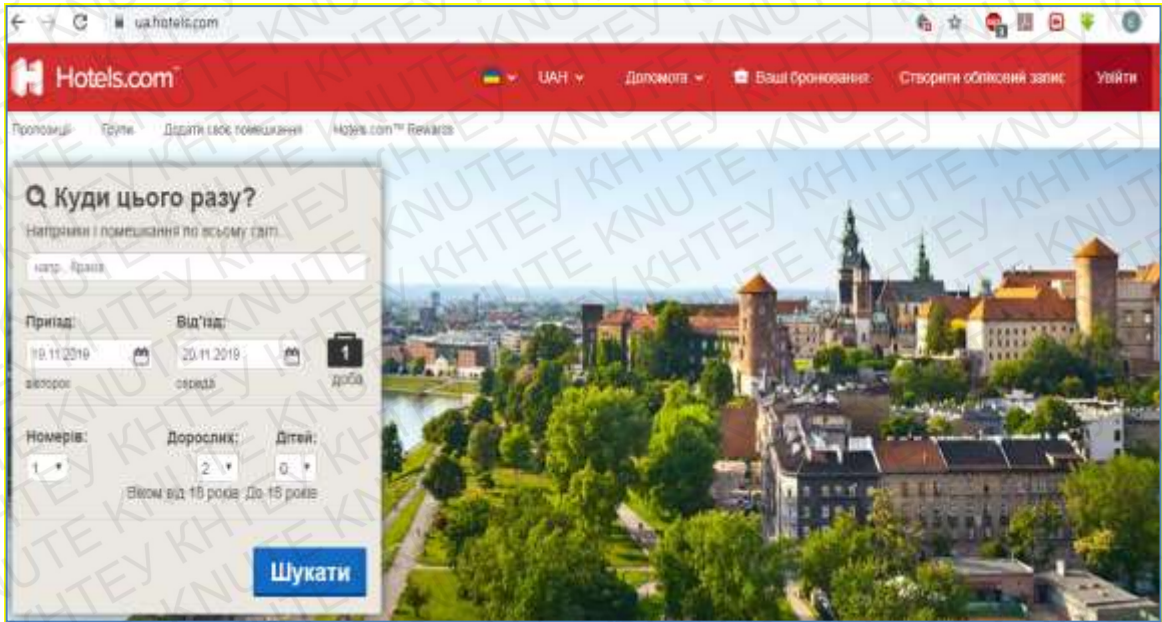 ua.hotels.com
Hotels.com™
UAH
Допомога
Ваші бронювання
Створити обліковий запис
Увійти
Пропозиції
Групи
Додати своє помешкання
Hotels.com™ Rewards
Куди цього разу?
Напрямки і помешкання по всьому світі...
напр., Краків
Приїзд: Від'їзд:
19.11.2019 20.11.2019 1
вівторок середа доба
Номерів: Дорослих: Дітей:
1 2 0
Віком від 18 років До 18 років
Шукати
KNUTE KHTEY